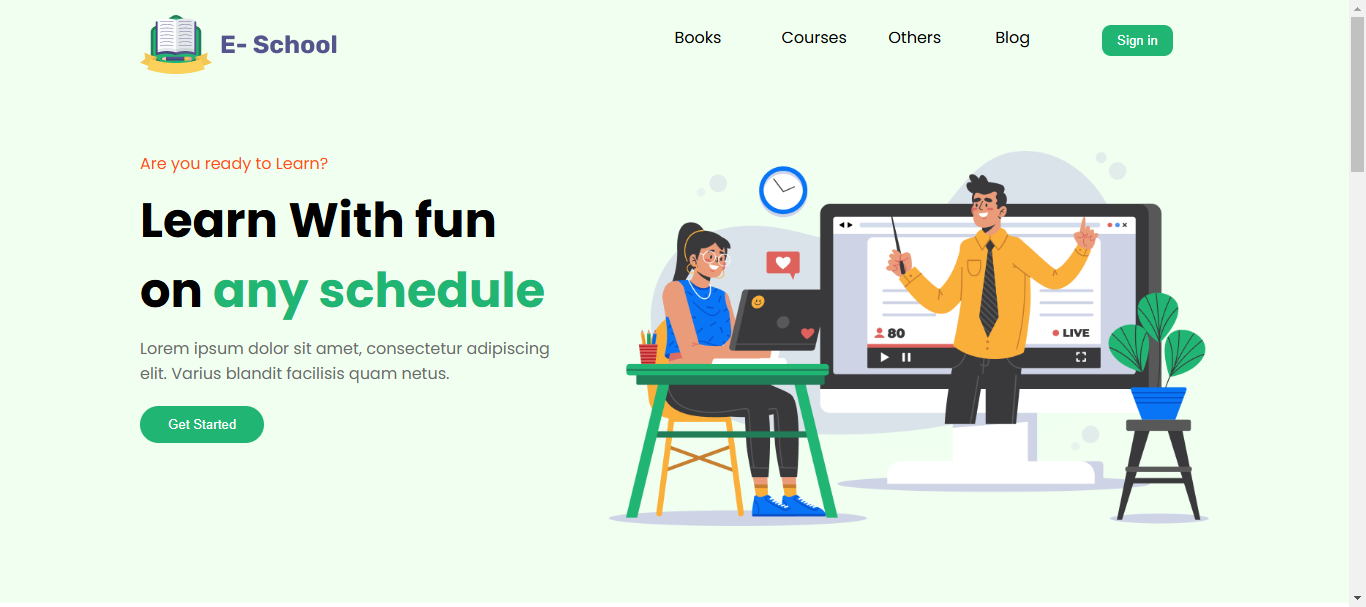 E- School
Books
Courses
Others
Blog
Sign in
Are you ready to Learn?
Learn With fun
on any schedule
Lorem ipsum dolor sit amet, consectetur adipiscing
elit. Varius blandit facilisis quam netus.
Get Started
80
LIVE